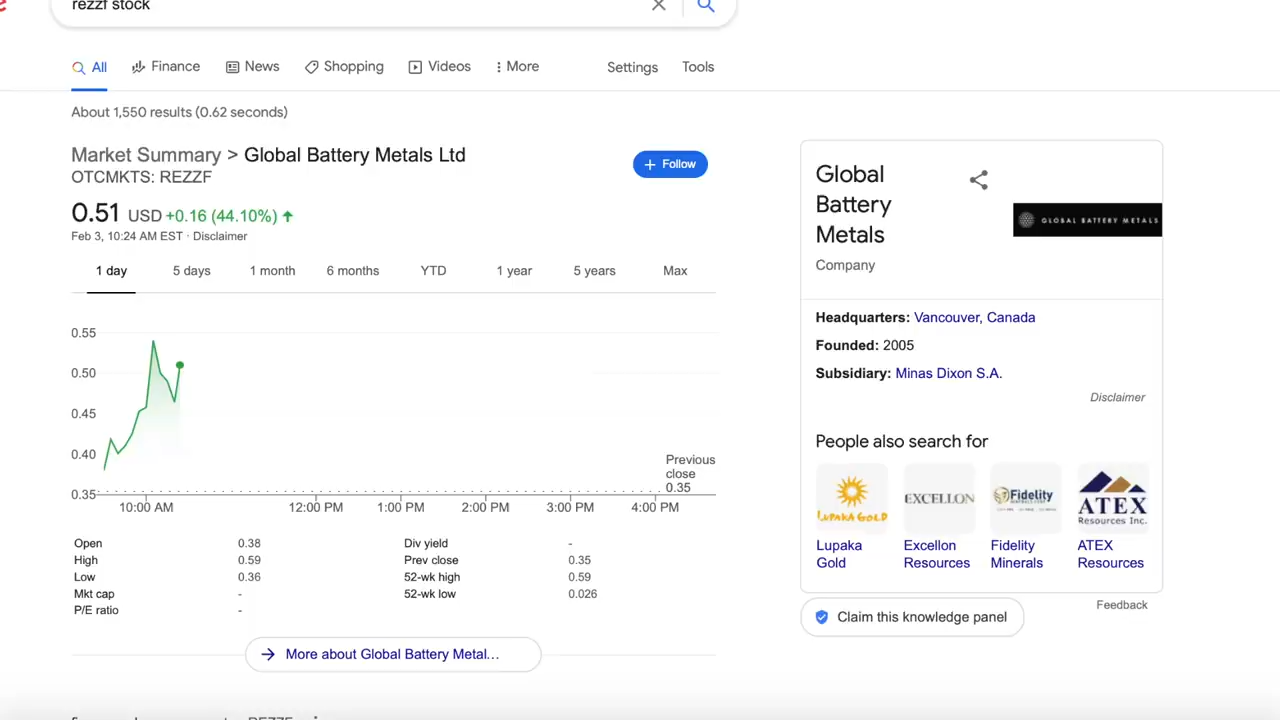 rezzf stock
All
Finance
News
Shopping
Videos
More
Settings
Tools
About 1,550 results (0.62 seconds)
Market Summary > Global Battery Metals Ltd
OTCMKTS: REZZF
+ Follow
0.51 USD +0.16 (44.10%)
Feb 3, 10:24 AM EST · Disclaimer
1 day
5 days
1 month
6 months
YTD
1 year
5 years
Max
0.55
0.50
0.45
0.40
0.35
Previous
close
0.35
10:00 AM
12:00 PM
1:00 PM
2:00 PM
3:00 PM
4:00 PM
Open 0.38
High 0.59
Low 0.36
Mkt cap -
P/E ratio -
Div yield -
Prev close 0.35
52-wk high 0.59
52-wk low 0.026
More about Global Battery Metal...
Global
Battery
Metals
Company
GLOBAL BATTERY METALS
Headquarters: Vancouver, Canada
Founded: 2005
Subsidiary: Minas Dixon S.A.
Disclaimer
People also search for
LUPAKA GOLD
EXCELLON
Fidelity
ATEX
Resources Inc.
Lupaka
Gold
Excellon
Resources
Fidelity
Minerals
ATEX
Resources
Feedback
Claim this knowledge panel